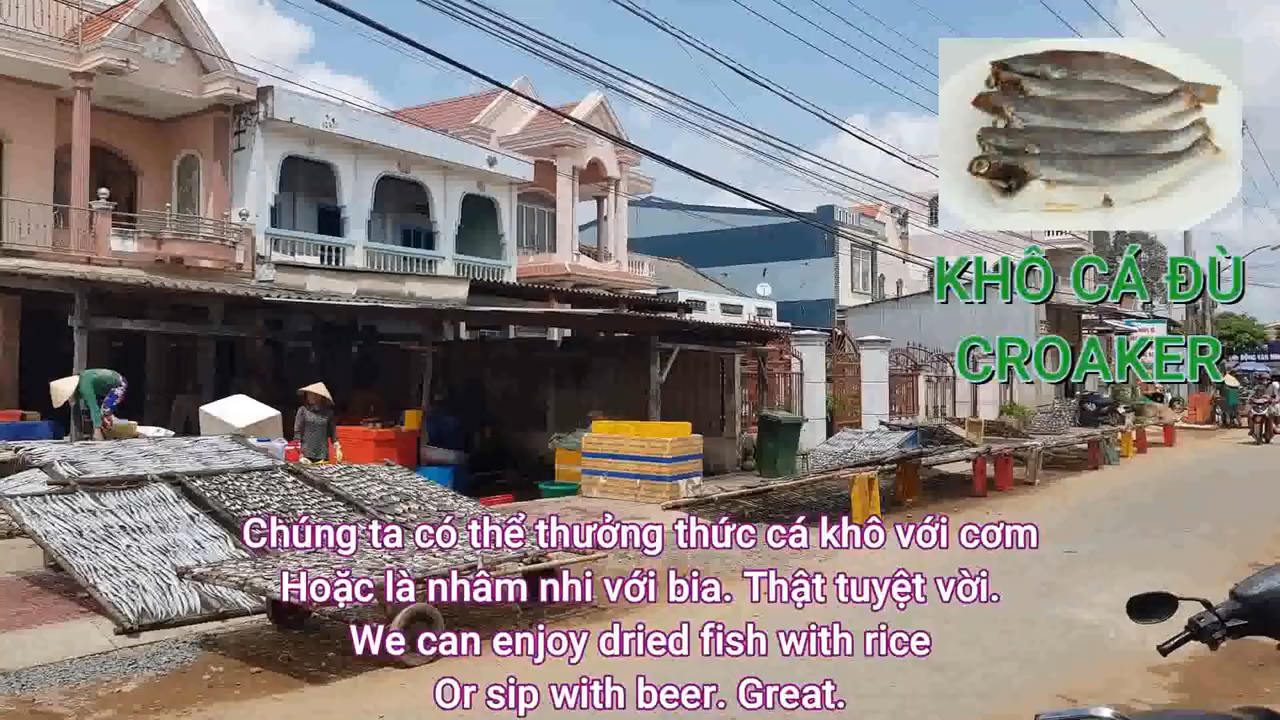 KHÔ CÁ ĐÙ
CROAKER
Chúng ta có thể thưởng thức cá khô với cơm
Hoặc là nhâm nhi với bia. Thật tuyệt vời.
We can enjoy dried fish with rice
Or sip with beer. Great.